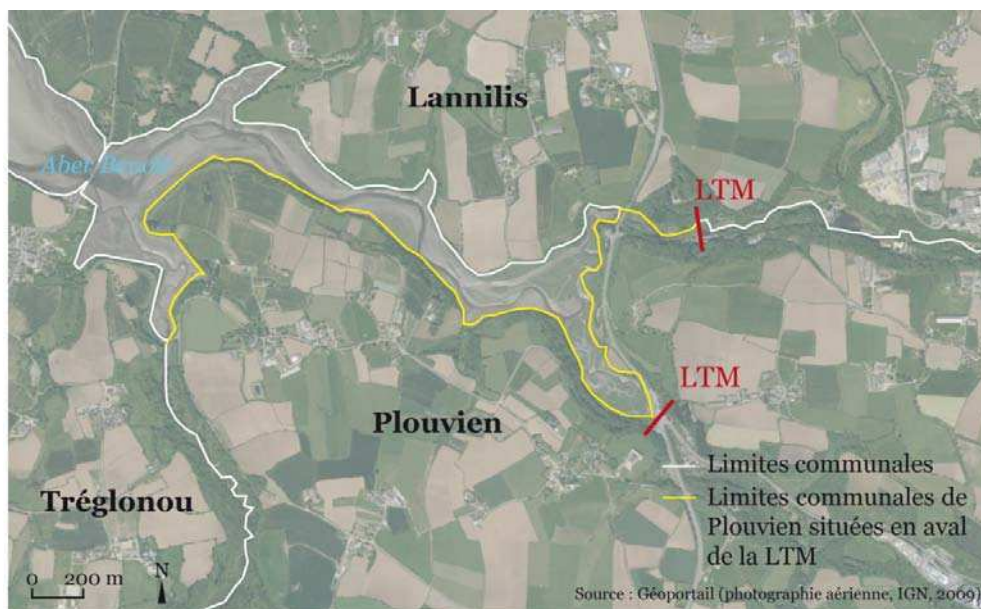 Lannilis
Aber Benoît
LTM
LTM
Plouvien
Tréglonou
Limites communales
Limites communales de
Plouvien situées en aval
de la LTM
0 200 m
N
Source : Géoportail (photographie aérienne, IGN, 2009)